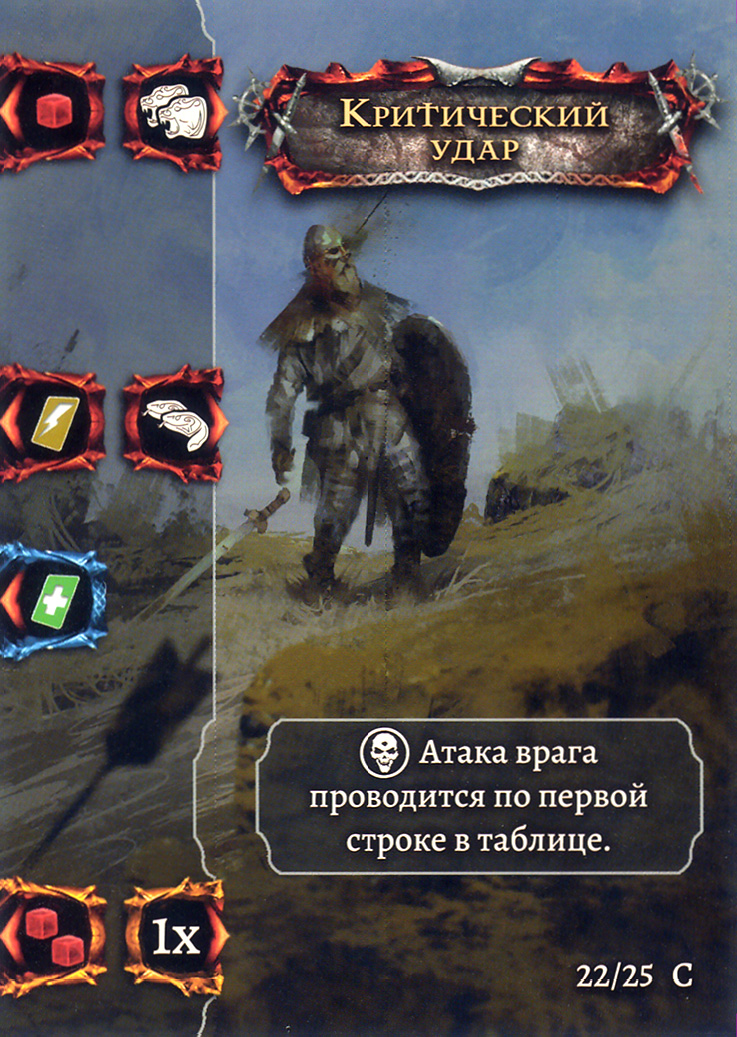 Критический
удар
Атака врага
проводится по первой
строке в таблице.
1x
22/25 C